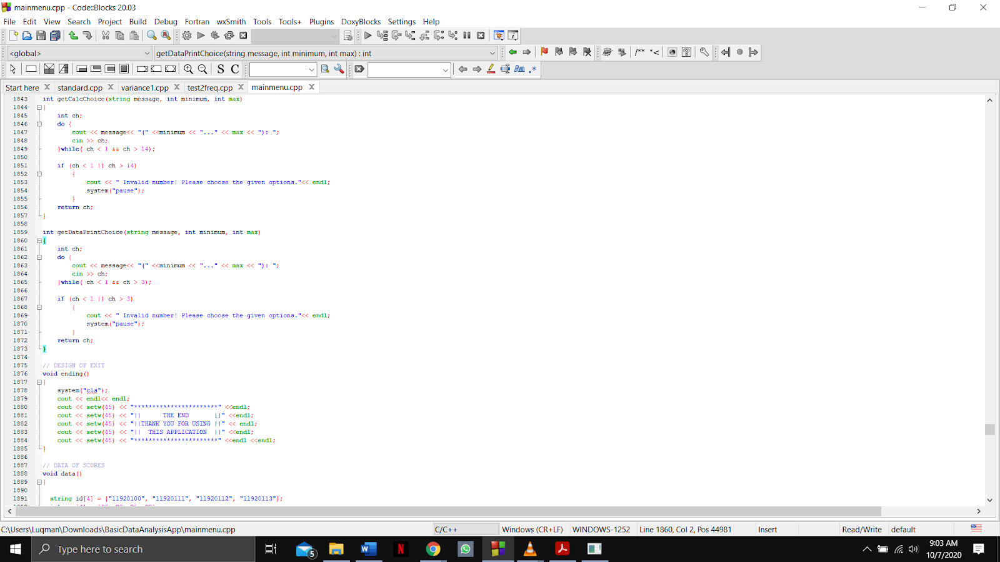 mainmenu.cpp - Code::Blocks 20.03
File Edit View Search Project Build Debug Fortran wxSmith Tools Tools+ Plugins DoxyBlocks Settings Help
<global> getDataPrintChoice(string message, int minimum, int max) : int
/** *<
S C Aa .*
Start here standard.cpp variance1.cpp test2freq.cpp mainmenu.cpp
1843 int getCalcChoice(string message, int minimum, int max)
1844 {
1845 int ch;
1846 do {
1847 cout << message<< "(" <<minimum << "..." << max << "): ";
1848 cin >> ch;
1849 }while( ch < 1 && ch > 14);
1850
1851 if (ch < 1 || ch > 14)
1852 {
1853 cout << " Invalid number! Please choose the given options."<< endl;
1854 system("pause");
1855 }
1856 return ch;
1857 }
1858
1859 int getDataPrintChoice(string message, int minimum, int max)
1860 {
1861 int ch;
1862 do {
1863 cout << message<< "(" <<minimum << "..." << max << "): ";
1864 cin >> ch;
1865 }while( ch < 1 && ch > 3);
1866
1867 if (ch < 1 || ch > 3)
1868 {
1869 cout << " Invalid number! Please choose the given options."<< endl;
1870 system("pause");
1871 }
1872 return ch;
1873 }
1874
1875 // DESIGN OF EXIT
1876 void ending()
1877 {
1878 system("cls");
1879 cout << endl<< endl;
1880 cout << setw(45) << "***********************" <<endl;
1881 cout << setw(45) << "||      THE END       ||" <<endl;
1882 cout << setw(45) << "||THANK YOU FOR USING ||" << endl;
1883 cout << setw(45) << "||  THIS APPLICATION  ||" <<endl;
1884 cout << setw(45) << "***********************" <<endl <<endl;
1885 }
1886
1887 // DATA OF SCORES
1888 void data()
1889 {
1890
1891 string id[4] = {"11920100", "11920111", "11920112", "11920113"};
C:\Users\Luqman\Downloads\BasicDataAnalysisApp\mainmenu.cpp C/C++ Windows (CR+LF) WINDOWS-1252 Line 1860, Col 2, Pos 44981 Insert Read/Write default
Type here to search 5 9:03 AM
10/7/2020